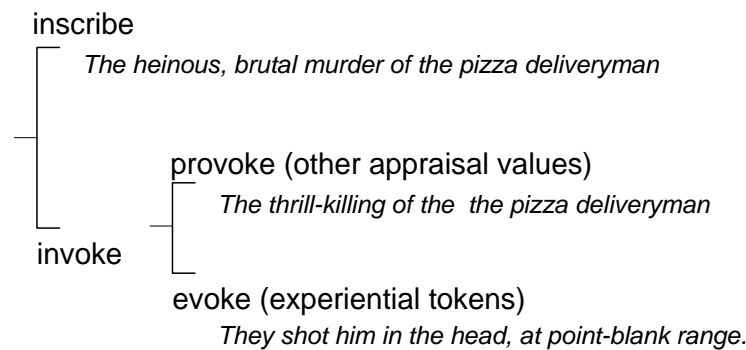 inscribe
The heinous, brutal murder of the pizza deliveryman
provoke (other appraisal values)
The thrill-killing of the the pizza deliveryman
invoke
evoke (experiential tokens)
They shot him in the head, at point-blank range.